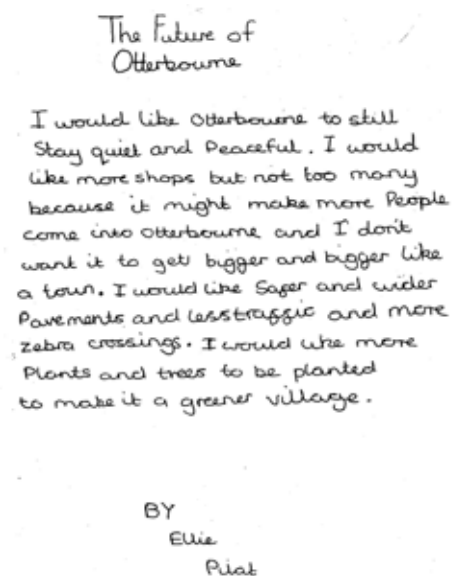 The Future of
Otterbourne
I would like Otterbourne to still
Stay quiet and Peaceful. I would
like more shops but not too many
because it might make more People
come into Otterbourne and I don't
want it to get bigger and bigger like
a town. I would like Safer and wider
Pavements and less traffic and more
zebra crossings. I would like more
Plants and trees to be planted
to make it a greener village.
BY
Ellie